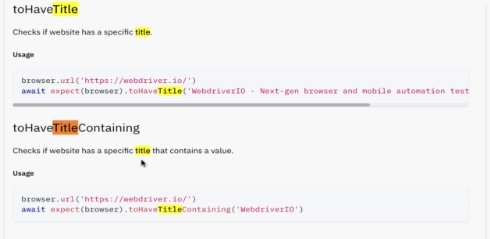 toHaveTitle
Checks if website has a specific title.
Usage
browser.url('https://webdriver.io/')
await expect(browser).toHaveTitle('WebdriverIO · Next-gen browser and mobile automation test
toHaveTitleContaining
Checks if website has a specific title that contains a value.
Usage
browser.url('https://webdriver.io/')
await expect(browser).toHaveTitleContaining('WebdriverIO')